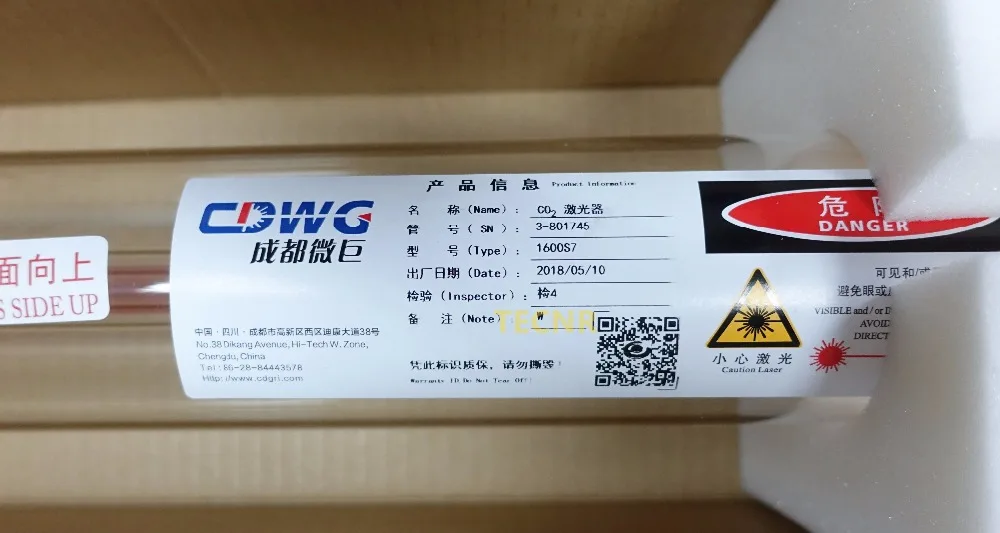 面向上
S SIDE UP
CDWG
成都微巨
中国·四川·成都市高新区西区迪康大道38号
No.38 Dikang Avenue, Hi-Tech W. Zone,
Chengdu, China
Tel: 86-28-84443578
Http://www.cdgri.com
产品信息 Product Information
名 称 (Name): CO₂ 激光器
管 号 (SN): 3-801745
型 号 (Type): 1600S7
出厂日期 (Date): 2018/05/10
检验 (Inspector): 检4
备 注 (Note): W
TECNR
凭此标识质保，请勿撕毁！
Warranty ID Do Not Tear Off!
危
DANGER
小心激光
Caution Laser
可见和/或
避免眼或
VISIBLE and/or
AVOID
DIRECT